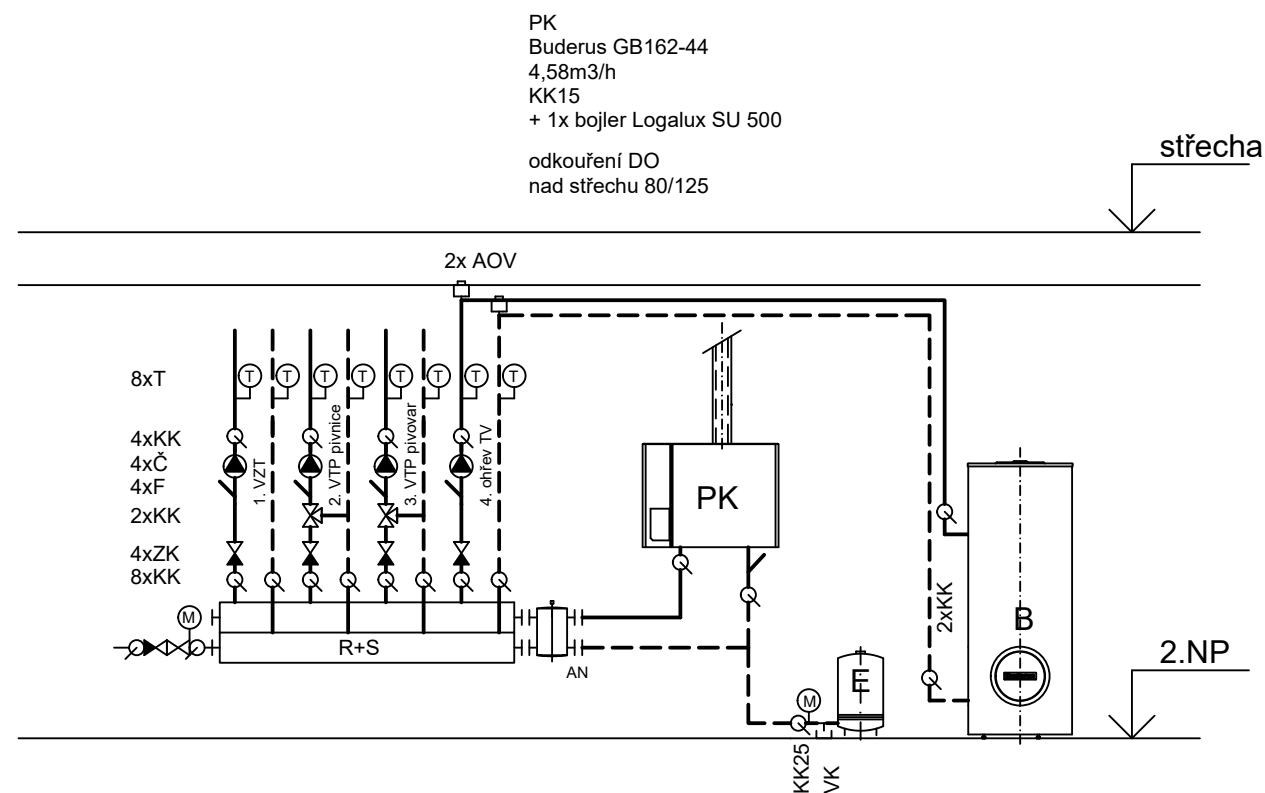 PK
Buderus GB162-44
4,58m3/h
KK15
+ 1x bojler Logalux SU 500
odkouření DO
nad střechu 80/125
střecha
2x AOV
8xT
T
T
T
T
T
T
T
T
4xKK
4xČ
4xF
2xKK
4xZK
8xKK
1. VZT
2. VTP pivnice
3. VTP pivovar
4. ohřev TV
PK
M
R+S
AN
2xKK
B
E
M
KK25
VK
2.NP